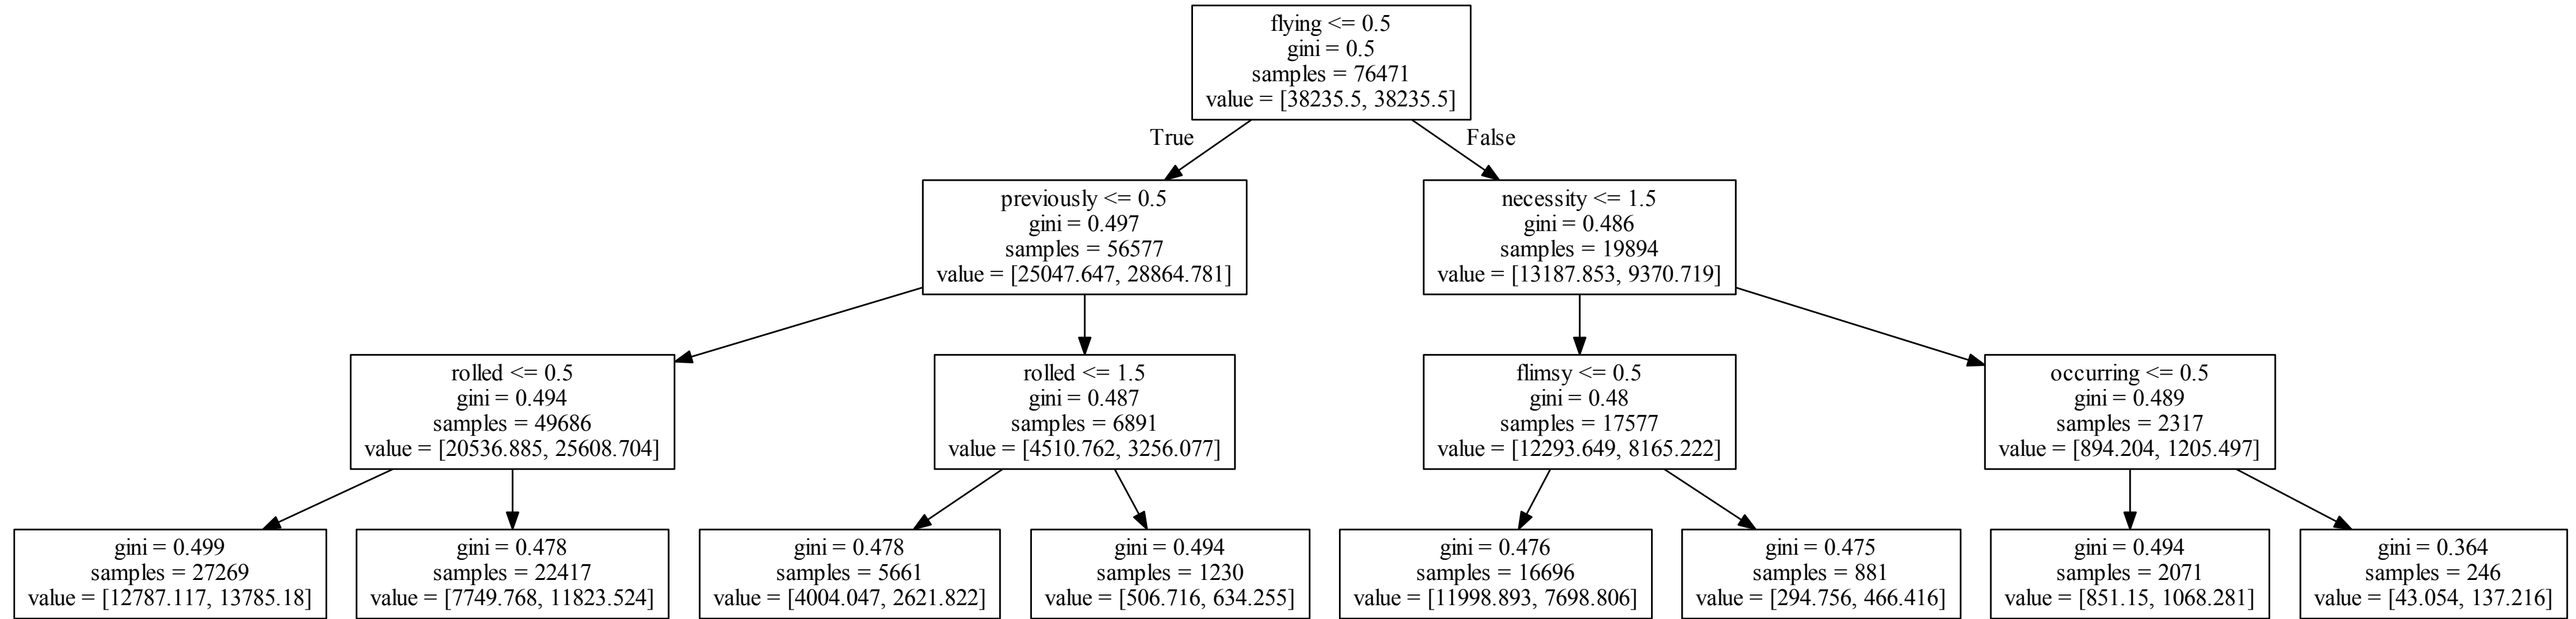 flying <= 0.5
gini = 0.5
samples = 76471
value = [38235.5, 38235.5]
True
False
previously <= 0.5
gini = 0.497
samples = 56577
value = [25047.647, 28864.781]
necessity <= 1.5
gini = 0.486
samples = 19894
value = [13187.853, 9370.719]
rolled <= 0.5
gini = 0.494
samples = 49686
value = [20536.885, 25608.704]
rolled <= 1.5
gini = 0.487
samples = 6891
value = [4510.762, 3256.077]
flimsy <= 0.5
gini = 0.48
samples = 17577
value = [12293.649, 8165.222]
occurring <= 0.5
gini = 0.489
samples = 2317
value = [894.204, 1205.497]
gini = 0.499
samples = 27269
value = [12787.117, 13785.18]
gini = 0.478
samples = 22417
value = [7749.768, 11823.524]
gini = 0.478
samples = 5661
value = [4004.047, 2621.822]
gini = 0.494
samples = 1230
value = [506.716, 634.255]
gini = 0.476
samples = 16696
value = [11998.893, 7698.806]
gini = 0.475
samples = 881
value = [294.756, 466.416]
gini = 0.494
samples = 2071
value = [851.15, 1068.281]
gini = 0.364
samples = 246
value = [43.054, 137.216]